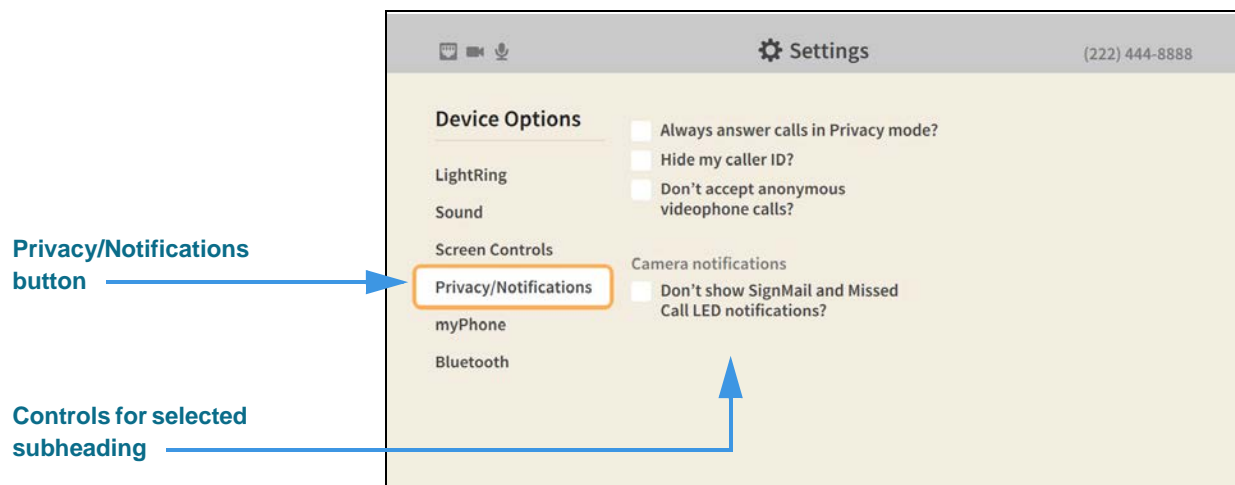 Settings
(222) 444-8888
Device Options
LightRing
Sound
Screen Controls
Privacy/Notifications
myPhone
Bluetooth
Always answer calls in Privacy mode?
Hide my caller ID?
Don’t accept anonymous
videophone calls?
Camera notifications
Don’t show SignMail and Missed
Call LED notifications?
Privacy/Notifications
button
Controls for selected
subheading